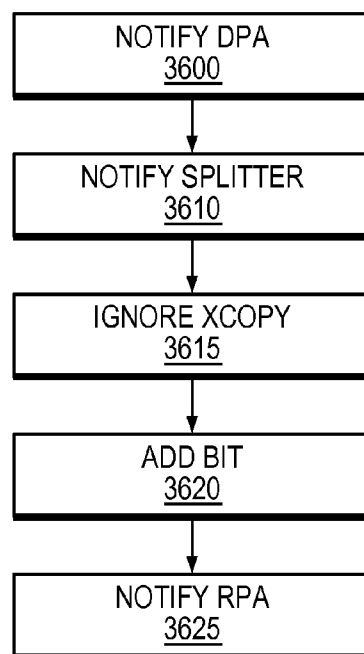 NOTIFY DPA
3600
NOTIFY SPLITTER
3610
IGNORE XCOPY
3615
ADD BIT
3620
NOTIFY RPA
3625